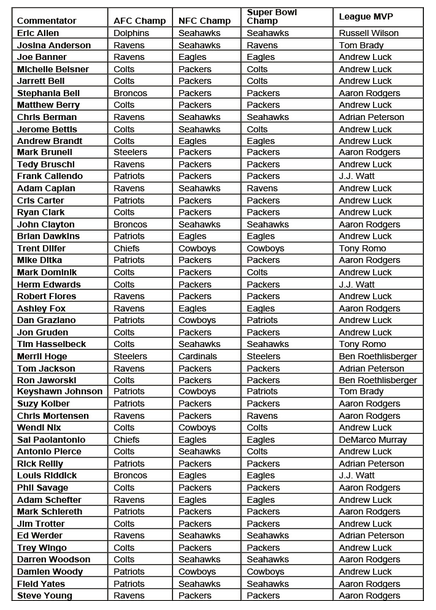 Commentator AFC Champ NFC Champ Super Bowl Champ League MVP
Eric Allen Dolphins Seahawks Seahawks Russell Wilson
Josina Anderson Ravens Seahawks Ravens Tom Brady
Joe Banner Ravens Eagles Eagles Andrew Luck
Michelle Beisner Colts Packers Colts Andrew Luck
Jarrett Bell Colts Packers Colts Andrew Luck
Stephania Bell Broncos Packers Packers Aaron Rodgers
Matthew Berry Colts Packers Packers Andrew Luck
Chris Berman Ravens Seahawks Seahawks Adrian Peterson
Jerome Bettis Colts Seahawks Colts Andrew Luck
Andrew Brandt Colts Eagles Eagles Andrew Luck
Mark Brunell Steelers Packers Packers Aaron Rodgers
Tedy Bruschi Ravens Packers Packers Andrew Luck
Frank Caliendo Patriots Packers Packers J.J. Watt
Adam Caplan Ravens Seahawks Ravens Andrew Luck
Cris Carter Patriots Packers Packers Andrew Luck
Ryan Clark Colts Packers Packers Andrew Luck
John Clayton Broncos Seahawks Seahawks Aaron Rodgers
Brian Dawkins Patriots Eagles Eagles Andrew Luck
Trent Dilfer Chiefs Cowboys Cowboys Tony Romo
Mike Ditka Patriots Packers Packers Aaron Rodgers
Mark Dominik Colts Packers Colts Andrew Luck
Herm Edwards Colts Packers Packers J.J. Watt
Robert Flores Ravens Packers Packers Andrew Luck
Ashley Fox Ravens Eagles Eagles Aaron Rodgers
Dan Graziano Patriots Cowboys Patriots Andrew Luck
Jon Gruden Colts Packers Packers Andrew Luck
Tim Hasselbeck Colts Seahawks Seahawks Tony Romo
Merril Hoge Steelers Cardinals Steelers Ben Roethlisberger
Tom Jackson Ravens Packers Packers Adrian Peterson
Ron Jaworski Colts Packers Packers Ben Roethlisberger
Keyshawn Johnson Patriots Cowboys Patriots Tom Brady
Suzy Kolber Patriots Packers Packers Aaron Rodgers
Chris Mortensen Ravens Packers Ravens Aaron Rodgers
Wendi Nix Colts Cowboys Colts Andrew Luck
Sal Paolantonio Chiefs Eagles Eagles DeMarco Murray
Antonio Pierce Colts Seahawks Colts Andrew Luck
Rick Reilly Patriots Packers Packers Adrian Peterson
Louis Riddick Broncos Eagles Eagles J.J. Watt
Phil Savage Colts Packers Packers Aaron Rodgers
Adam Schefter Ravens Eagles Eagles Andrew Luck
Mark Schlereth Patriots Packers Packers Aaron Rodgers
Jim Trotter Colts Packers Packers Andrew Luck
Ed Werder Ravens Seahawks Seahawks Adrian Peterson
Trey Wingo Colts Packers Packers Andrew Luck
Darren Woodson Colts Seahawks Seahawks Aaron Rodgers
Damien Woody Patriots Cowboys Cowboys Andrew Luck
Field Yates Patriots Seahawks Seahawks Aaron Rodgers
Steve Young Ravens Packers Packers Aaron Rodgers